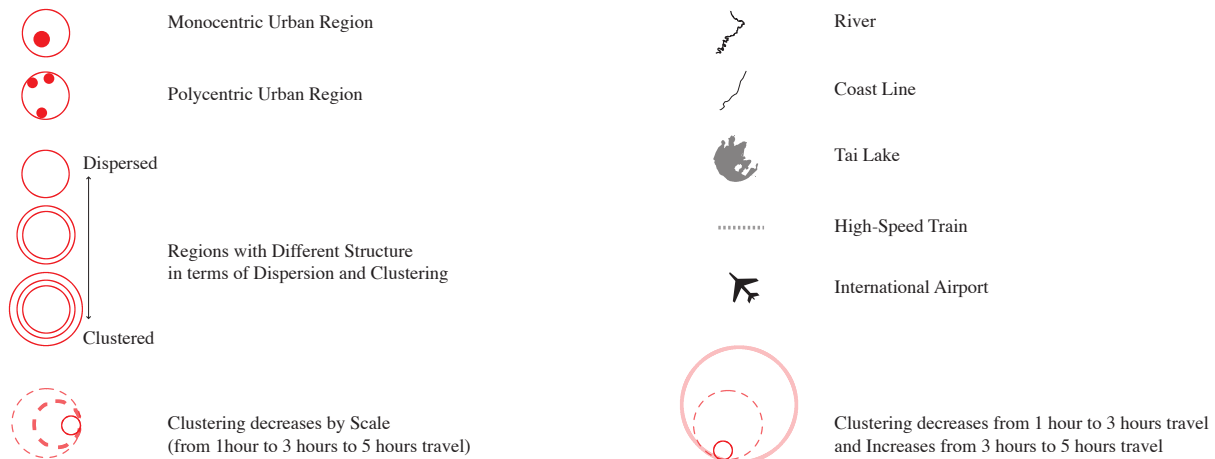 Monocentric Urban Region
Polycentric Urban Region
Dispersed
Regions with Different Structure
in terms of Dispersion and Clustering
Clustered
Clustering decreases by Scale
(from 1hour to 3 hours to 5 hours travel)
River
Coast Line
Tai Lake
High-Speed Train
International Airport
Clustering decreases from 1 hour to 3 hours travel
and Increases from 3 hours to 5 hours travel